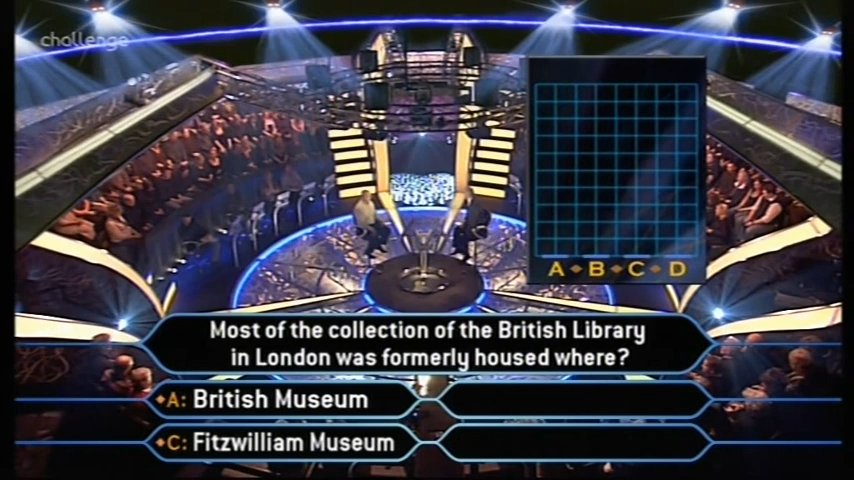 challenge
A B C D
Most of the collection of the British Library
in London was formerly housed where?
A: British Museum
C: Fitzwilliam Museum